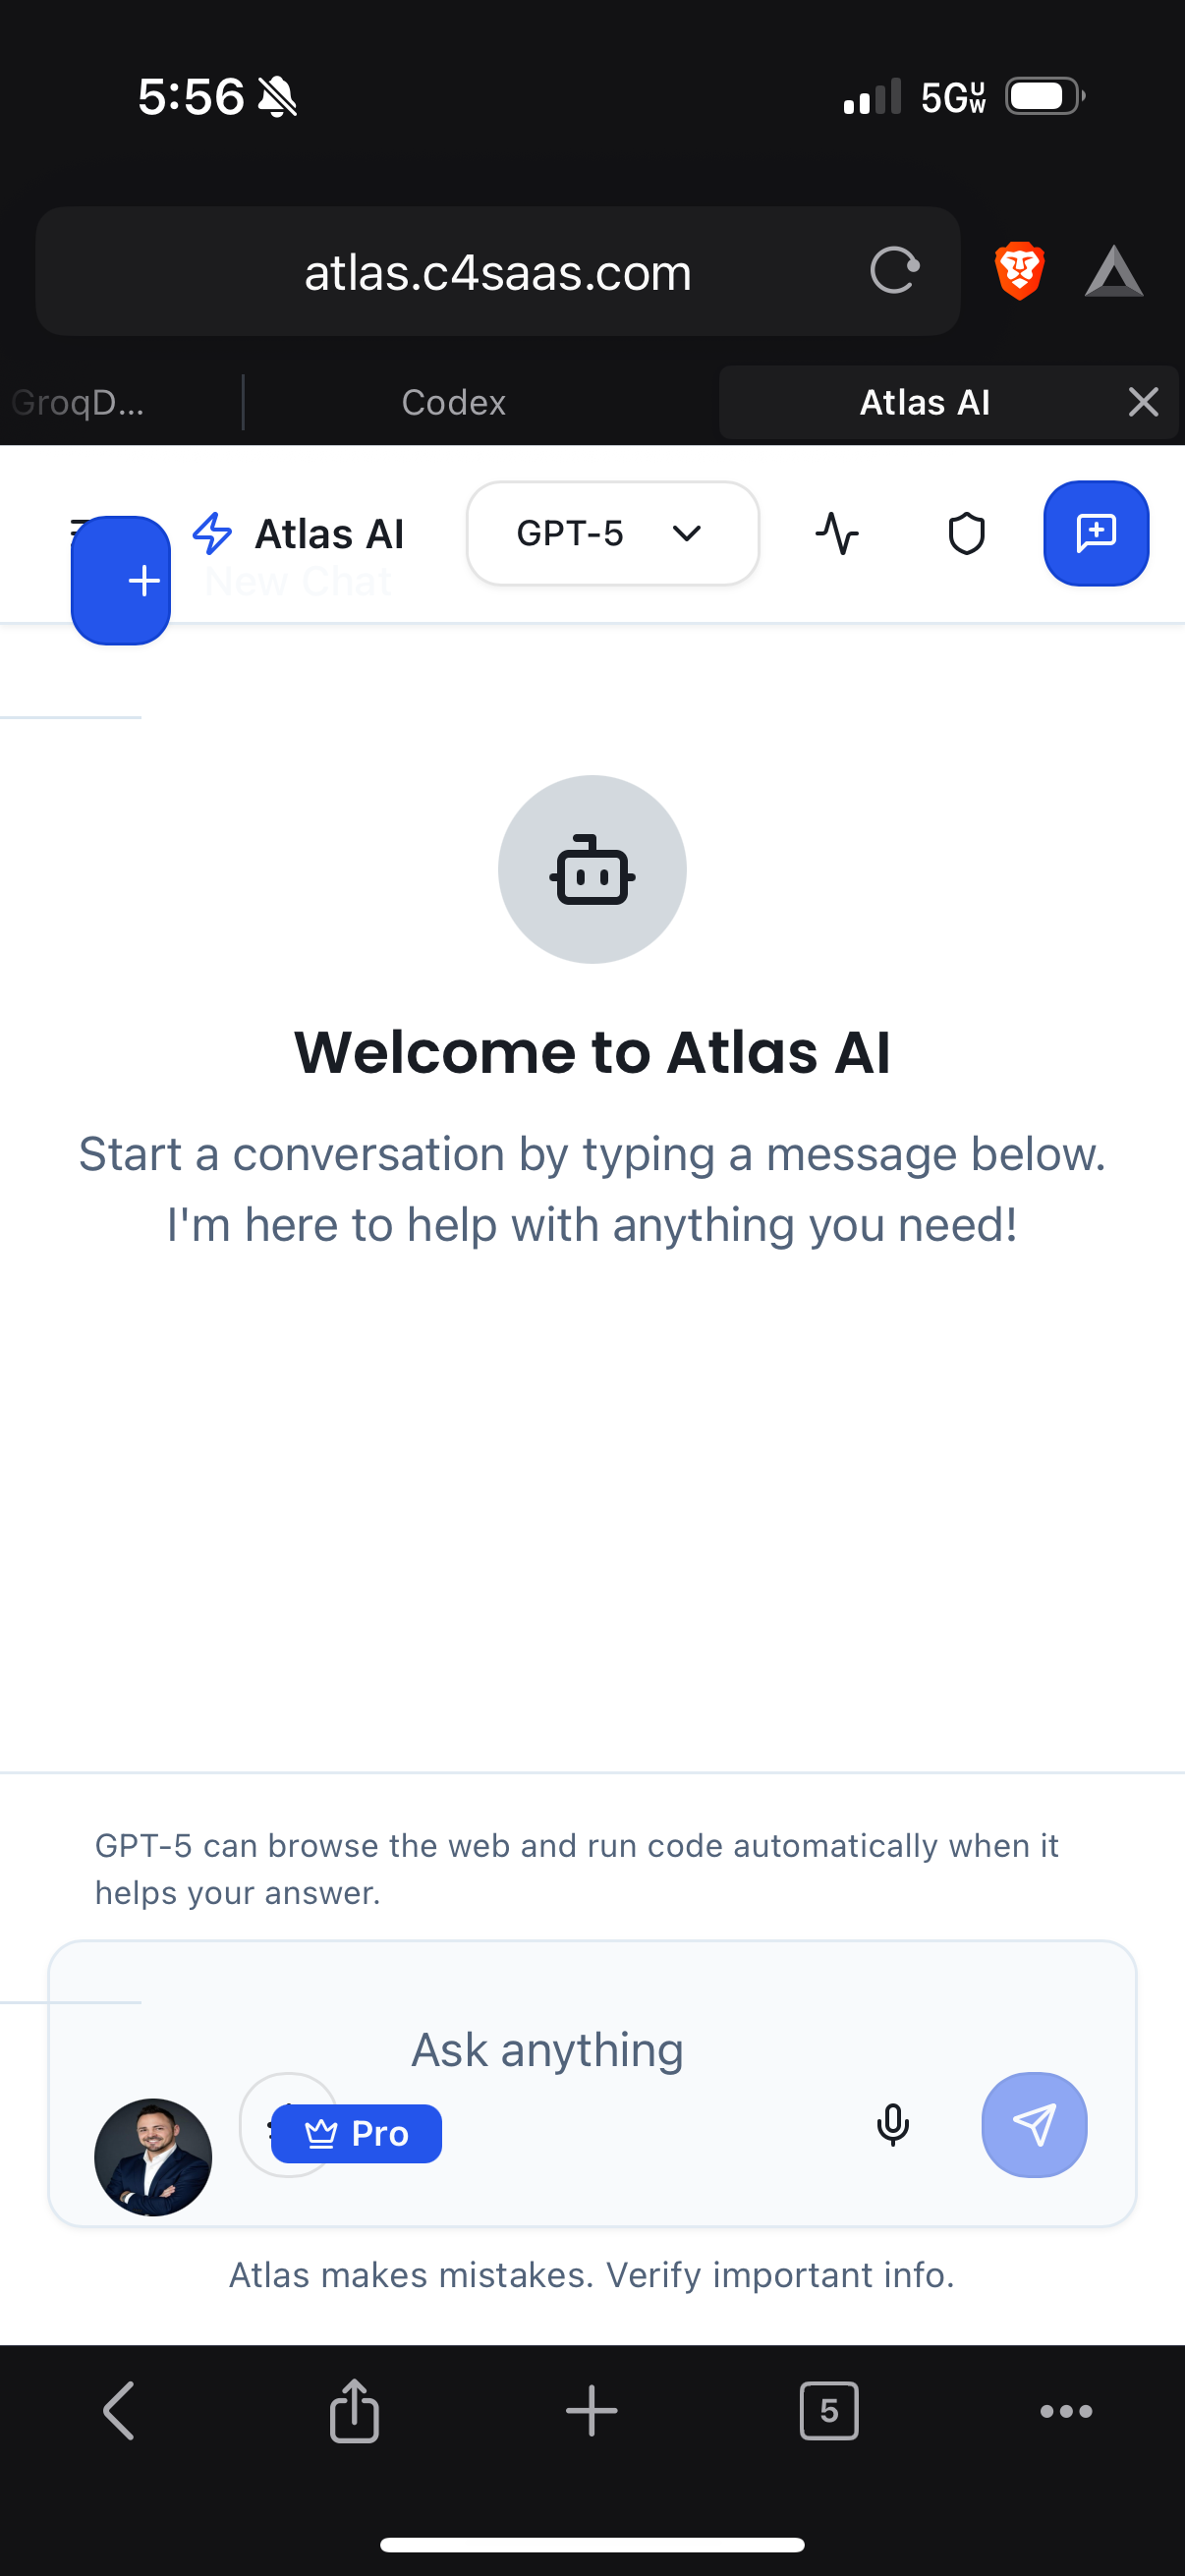 5:56
5GUW
atlas.c4saas.com
GroqD...
Codex
Atlas AI
Atlas AI
GPT-5
New Chat
Welcome to Atlas AI
Start a conversation by typing a message below.
I'm here to help with anything you need!
GPT-5 can browse the web and run code automatically when it
helps your answer.
Ask anything
Pro
Atlas makes mistakes. Verify important info.
5